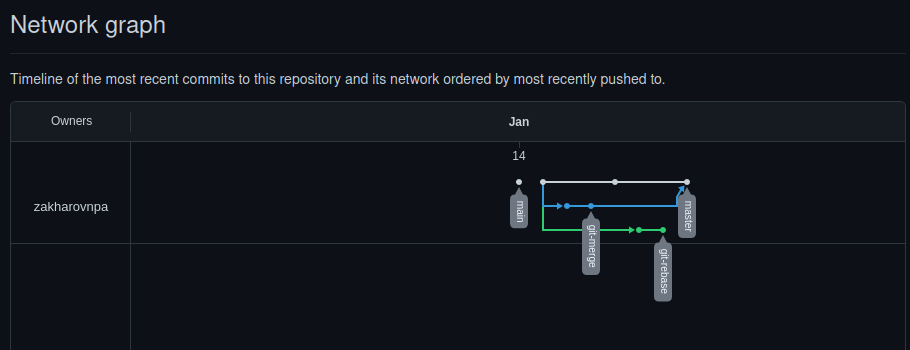 Network graph
Timeline of the most recent commits to this repository and its network ordered by most recently pushed to.
Owners
Jan
14
zakharovnpa
main
master
git-merge
git-rebase